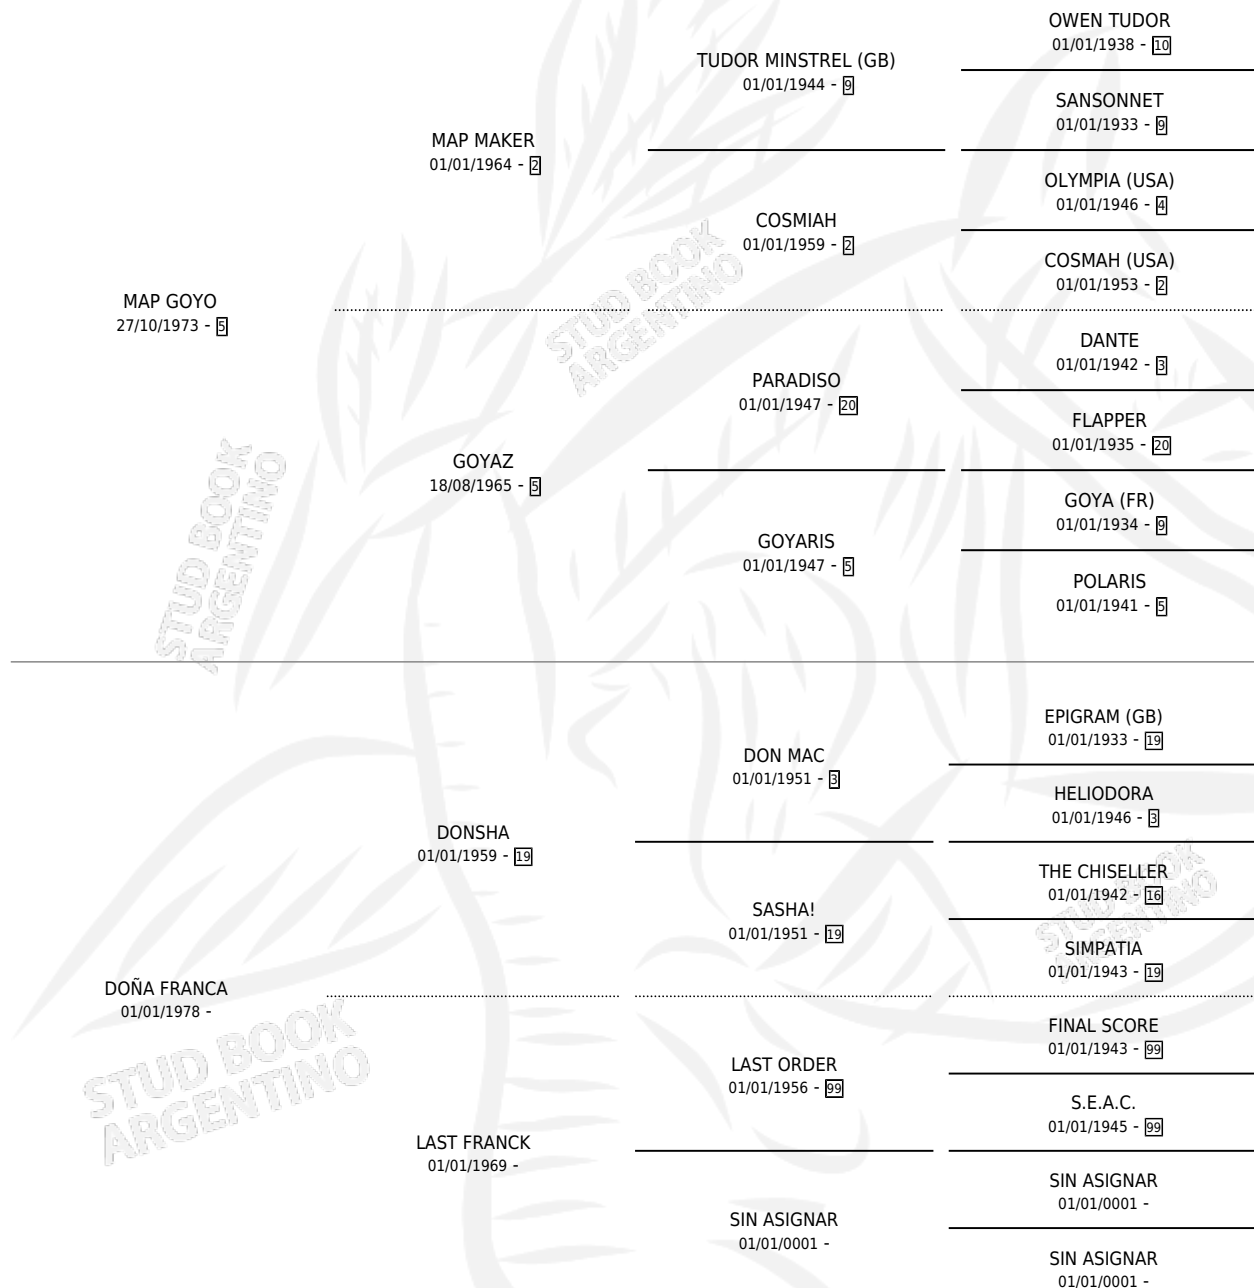 OWEN TUDOR
01/01/1938 - 10
TUDOR MINSTREL (GB)
01/01/1944 - 9
SANSONNET
01/01/1933 - 9
MAP MAKER
01/01/1964 - 2
OLYMPIA (USA)
01/01/1946 - 4
COSMIAH
01/01/1959 - 2
COSMAH (USA)
01/01/1953 - 2
MAP GOYO
27/10/1973 - 5
DANTE
01/01/1942 - 3
PARADISO
01/01/1947 - 20
FLAPPER
01/01/1935 - 20
GOYAZ
18/08/1965 - 5
GOYA (FR)
01/01/1934 - 9
GOYARIS
01/01/1947 - 5
POLARIS
01/01/1941 - 5
EPIGRAM (GB)
01/01/1933 - 19
DON MAC
01/01/1951 - 3
HELIODORA
01/01/1946 - 3
DONSHA
01/01/1959 - 19
THE CHISELLER
01/01/1942 - 16
SASHA!
01/01/1951 - 19
SIMPATIA
01/01/1943 - 19
DOÑA FRANCA
01/01/1978 -
FINAL SCORE
01/01/1943 - 99
LAST ORDER
01/01/1956 - 99
S.E.A.C.
01/01/1945 - 99
LAST FRANCK
01/01/1969 -
SIN ASIGNAR
01/01/0001 -
SIN ASIGNAR
01/01/0001 -
SIN ASIGNAR
01/01/0001 -
STUD BOOK
ARGENTINO
STUD BOOK
ARGENTINO
STUD BOOK
ARGENTINO
STUD BOOK
ARGENTINO